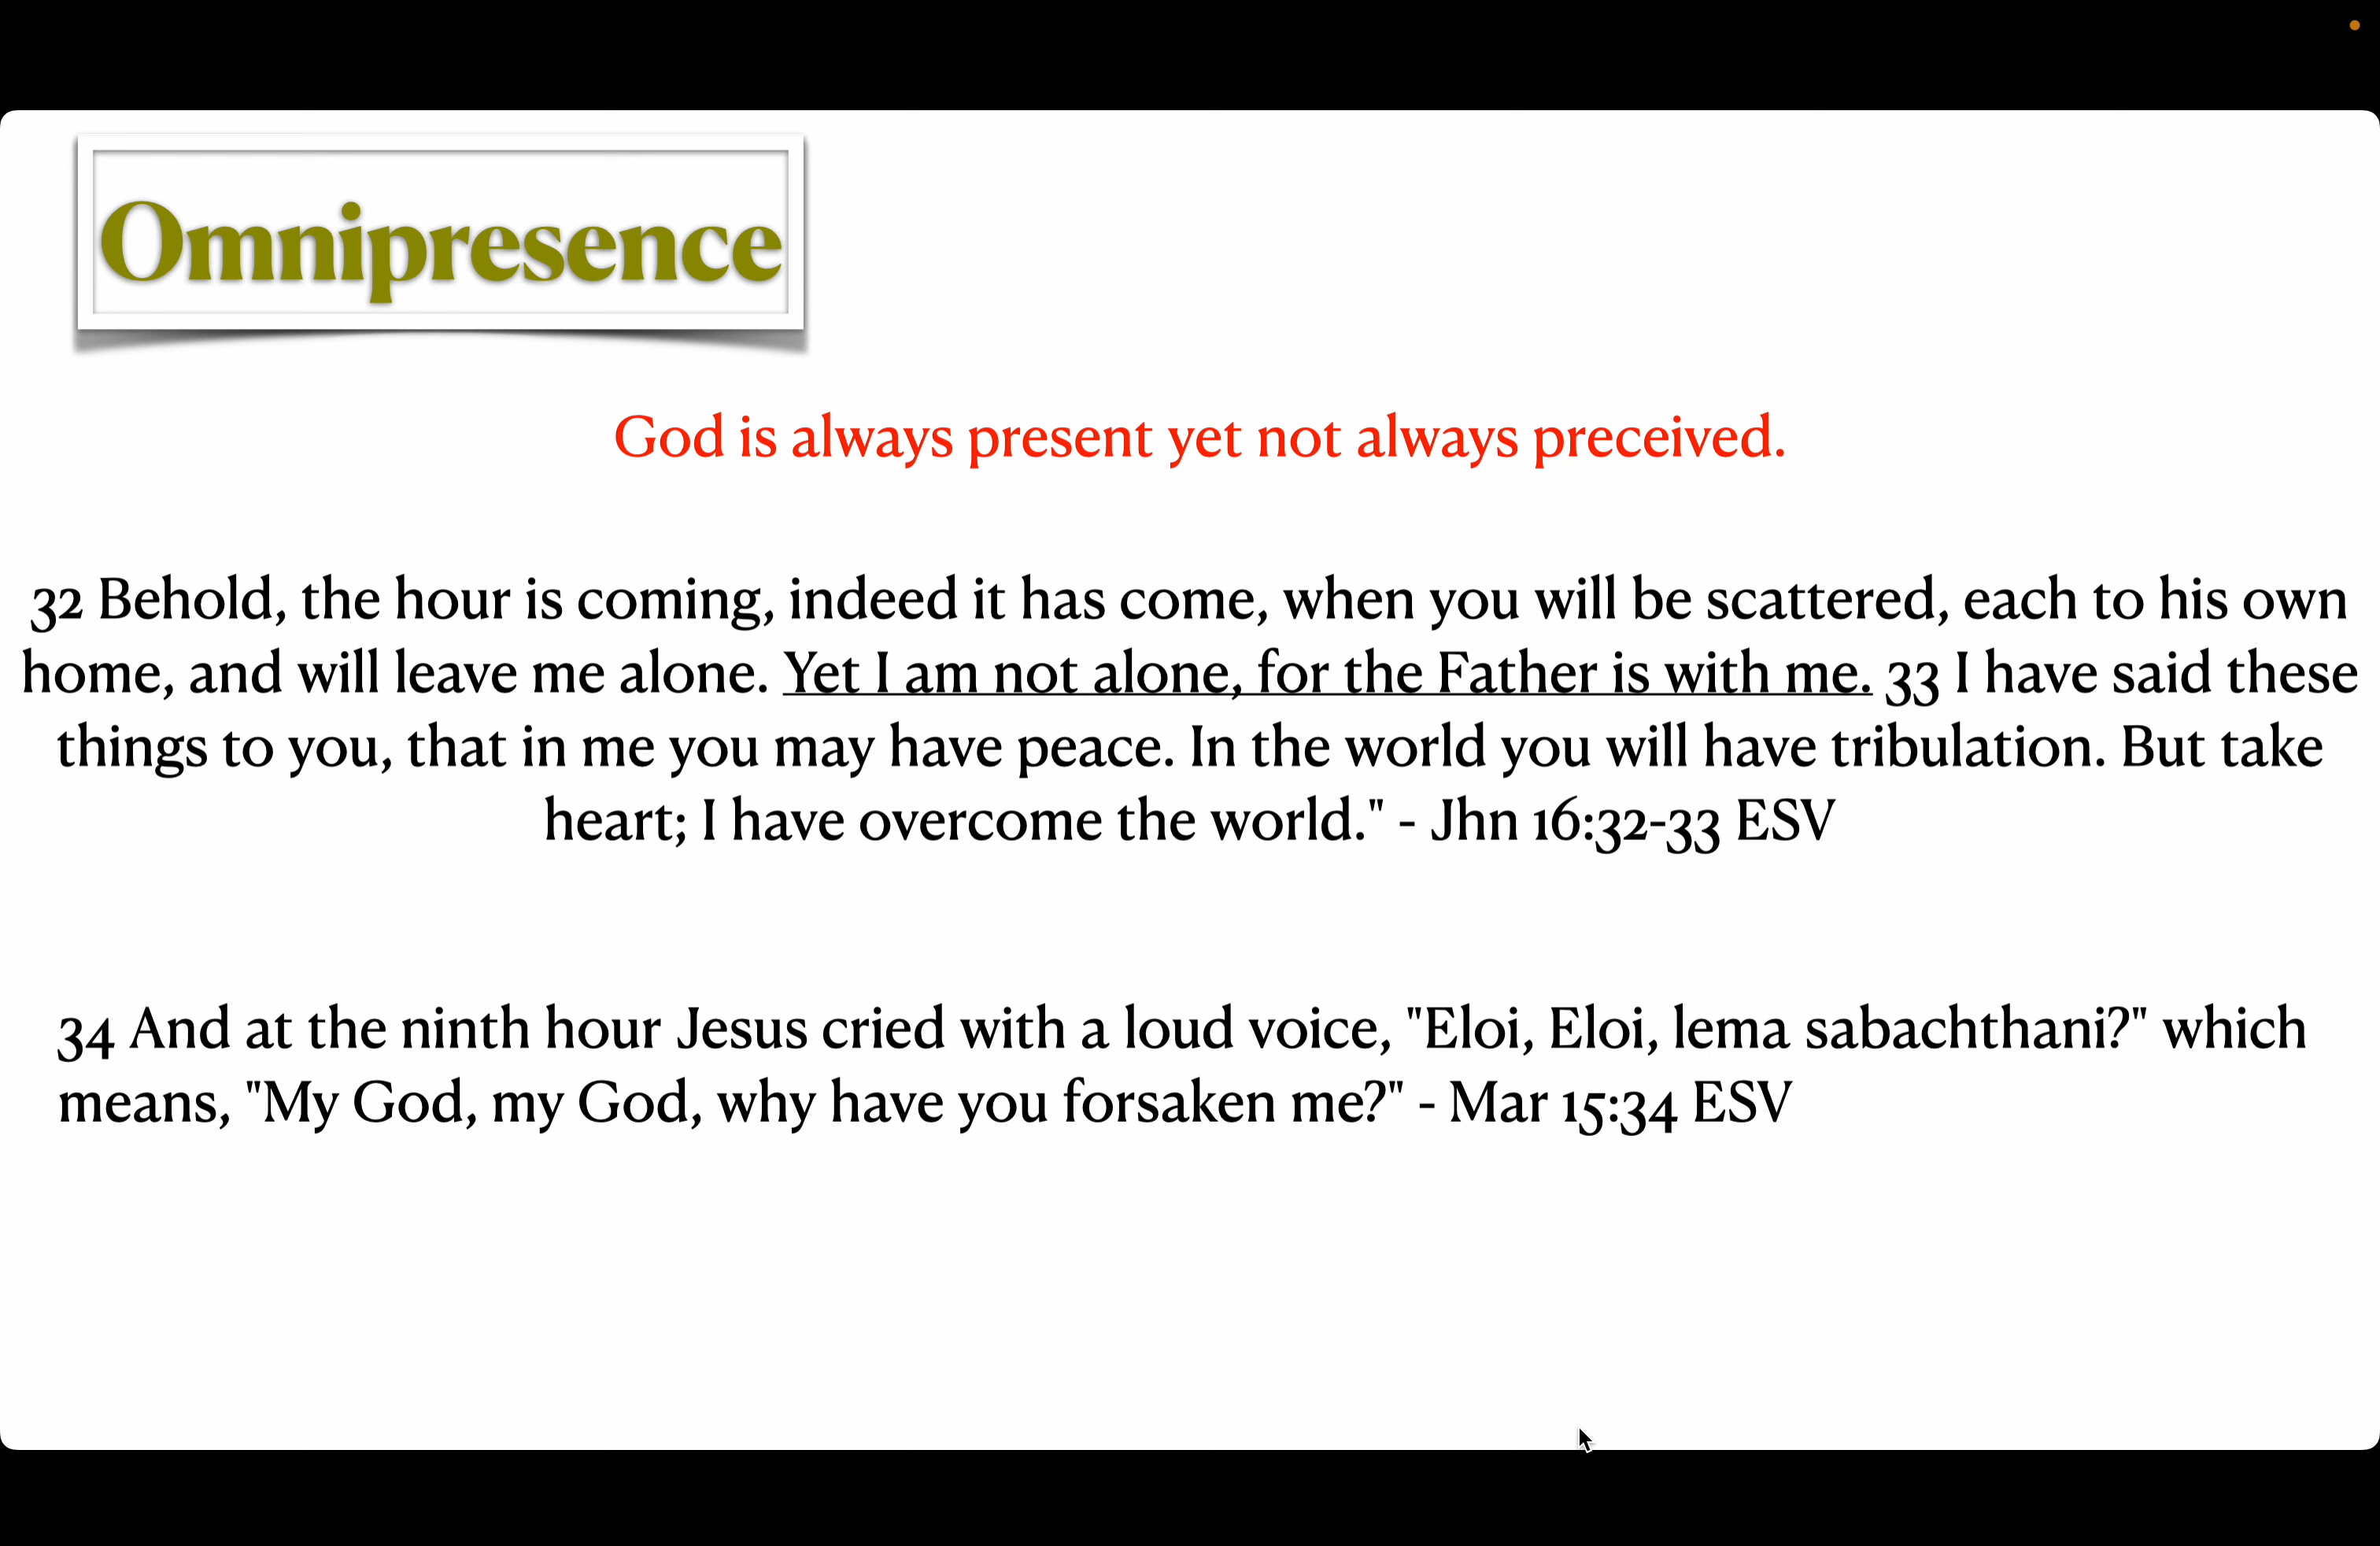 Omnipresence
God is always present yet not always preceived.
32 Behold, the hour is coming, indeed it has come, when you will be scattered, each to his own
home, and will leave me alone. Yet I am not alone, for the Father is with me. 33 I have said these
things to you, that in me you may have peace. In the world you will have tribulation. But take
heart; I have overcome the world." - Jhn 16:32-33 ESV
34 And at the ninth hour Jesus cried with a loud voice, "Eloi, Eloi, lema sabachthani?" which
means, "My God, my God, why have you forsaken me?" - Mar 15:34 ESV